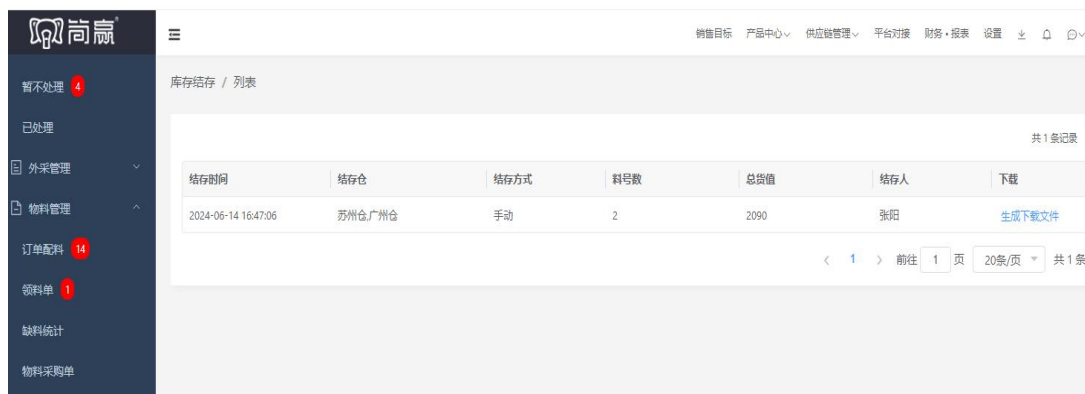 简赢®
销售目标 产品中心 供应链管理 平台对接 财务·报表 设置
暂不处理 4
已处理
外采管理
物料管理
订单配料 14
领料单 1
缺料统计
物料采购单
库存结存 / 列表
共 1 条记录
结存时间 结存仓 结存方式 料号数 总货值 结存人 下载
2024-06-14 16:47:06 苏州仓,广州仓 手动 2 2090 张阳 生成下载文件
< 1 > 前往 1 页 20条/页 共 1 条